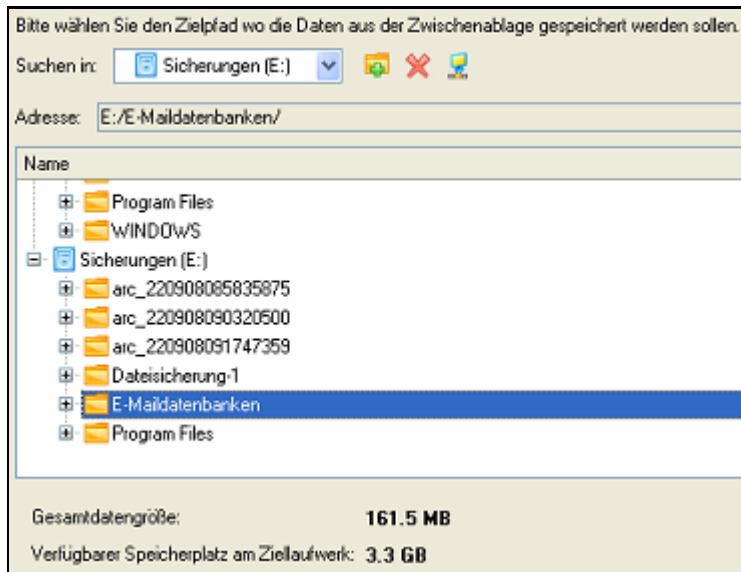 Bitte wählen Sie den Zielpfad wo die Daten aus der Zwischenablage gespeichert werden sollen.
Suchen in: Sicherungen (E:)
Adresse: E:/E-Maildatenbanken/
Name
Program Files
WINDOWS
Sicherungen (E:)
arc_220908085835875
arc_220908090320500
arc_220908091747359
Dateisicherung-1
E-Maildatenbanken
Program Files
Gesamtdatengröße: 161.5 MB
Verfügbarer Speicherplatz am Ziellaufwerk: 3.3 GB